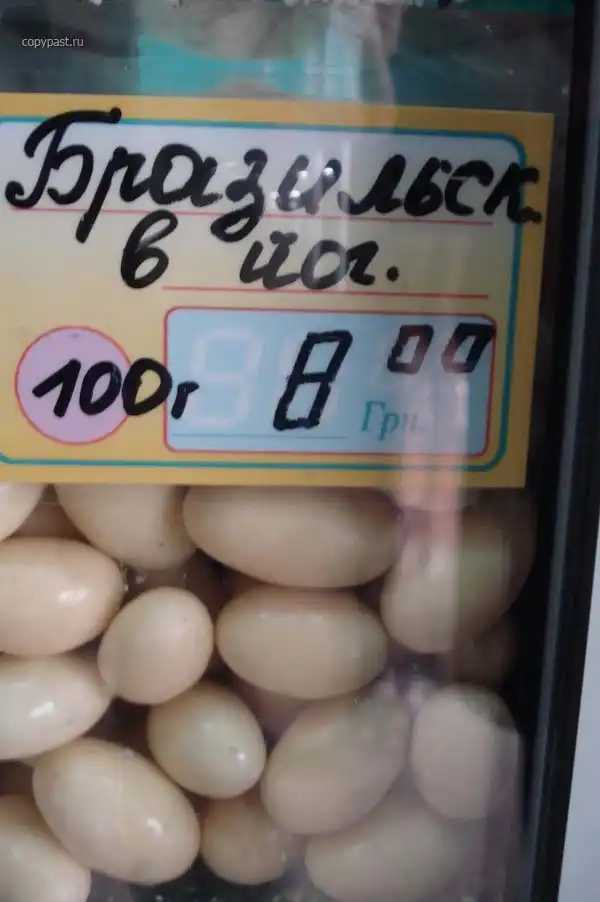 copypast.ru
Бразильск.
в йог.
100г 8 00
Грн.